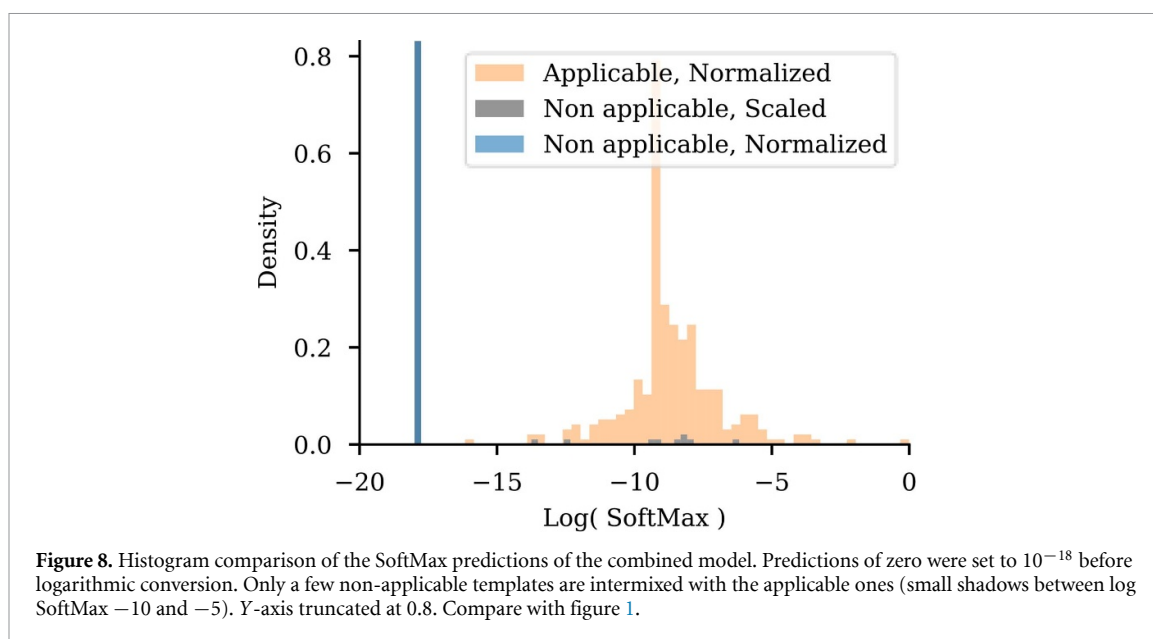 0.8
0.6
0.4
0.2
0.0
Density
Applicable, Normalized
Non applicable, Scaled
Non applicable, Normalized
−20 −15 −10 −5 0
Log( SoftMax )
Figure 8. Histogram comparison of the SoftMax predictions of the combined model. Predictions of zero were set to 10⁻¹⁸ before
logarithmic conversion. Only a few non-applicable templates are intermixed with the applicable ones (small shadows between log
SoftMax −10 and −5). Y-axis truncated at 0.8. Compare with figure 1.